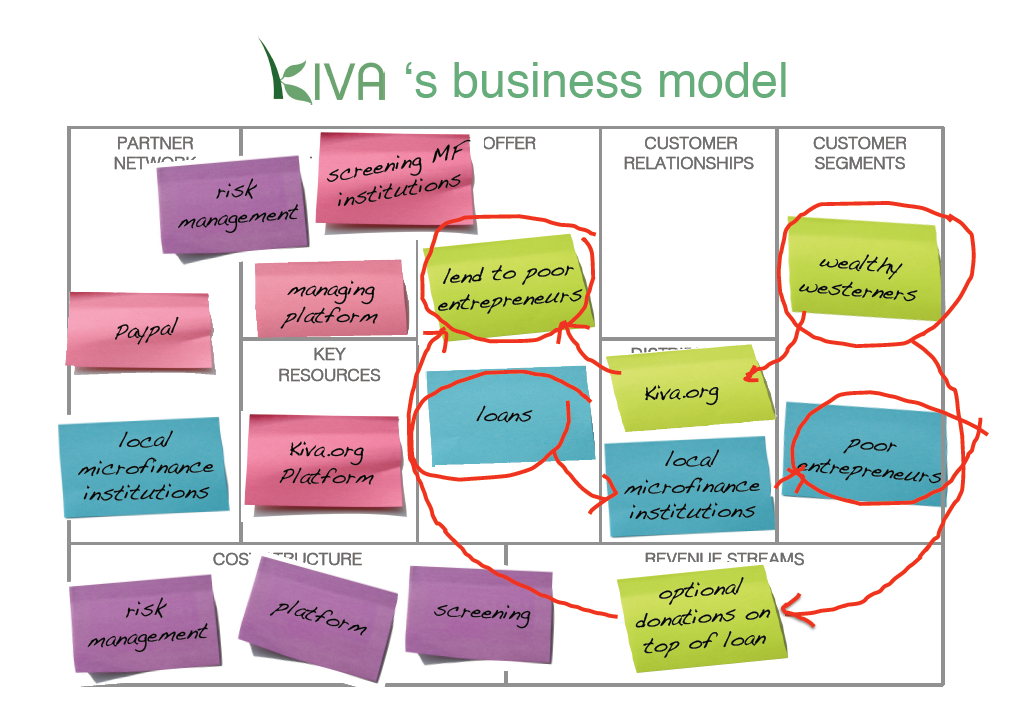 KIVA 's business model
PARTNER
NETWORK
OFFER
CUSTOMER
RELATIONSHIPS
CUSTOMER
SEGMENTS
risk
management
screening MF
institutions
managing
platform
lend to poor
entrepreneurs
wealthy
westerners
Paypal
KEY
RESOURCES
Kiva.org
loans
local
microfinance
institutions
Kiva.org
Platform
local
microfinance
institutions
poor
entrepreneurs
COST STRUCTURE
REVENUE STREAMS
risk
management
platform
screening
optional
donations on
top of loan